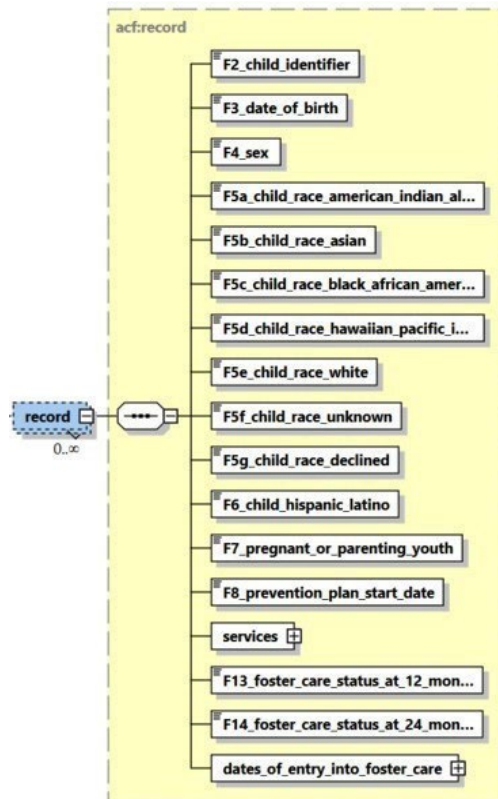 acf:record
F2_child_identifier
F3_date_of_birth
F4_sex
F5a_child_race_american_indian_al...
F5b_child_race_asian
F5c_child_race_black_african_amer...
F5d_child_race_hawaiian_pacific_i...
F5e_child_race_white
record
F5f_child_race_unknown
0..∞
F5g_child_race_declined
F6_child_hispanic_latino
F7_pregnant_or_parenting_youth
F8_prevention_plan_start_date
services
F13_foster_care_status_at_12_mon...
F14_foster_care_status_at_24_mon...
dates_of_entry_into_foster_care